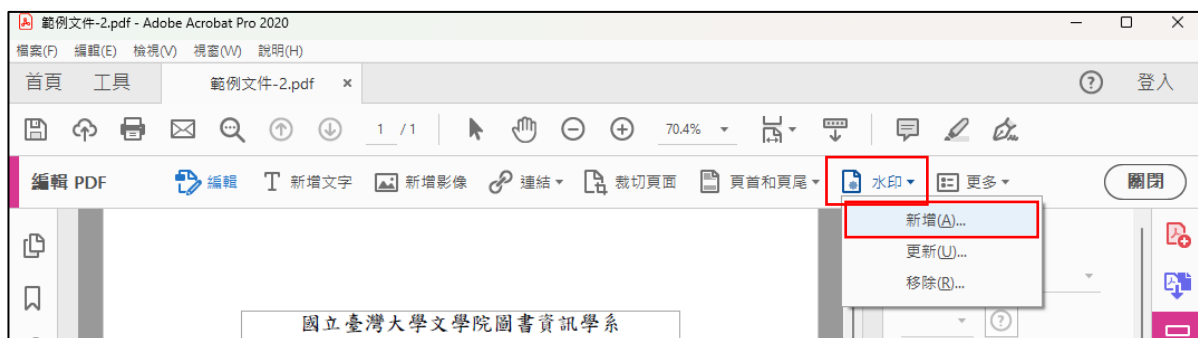 範例文件-2.pdf - Adobe Acrobat Pro 2020
檔案(F) 編輯(E) 檢視(V) 視窗(W) 說明(H)
首頁 工具 範例文件-2.pdf × ? 登入
1 / 1 70.4%
編輯 PDF 編輯 新增文字 新增影像 連結 裁切頁面 頁首和頁尾 水印 更多 關閉
新增(A)...
更新(U)...
移除(R)...
國立臺灣大學文學院圖書資訊學系